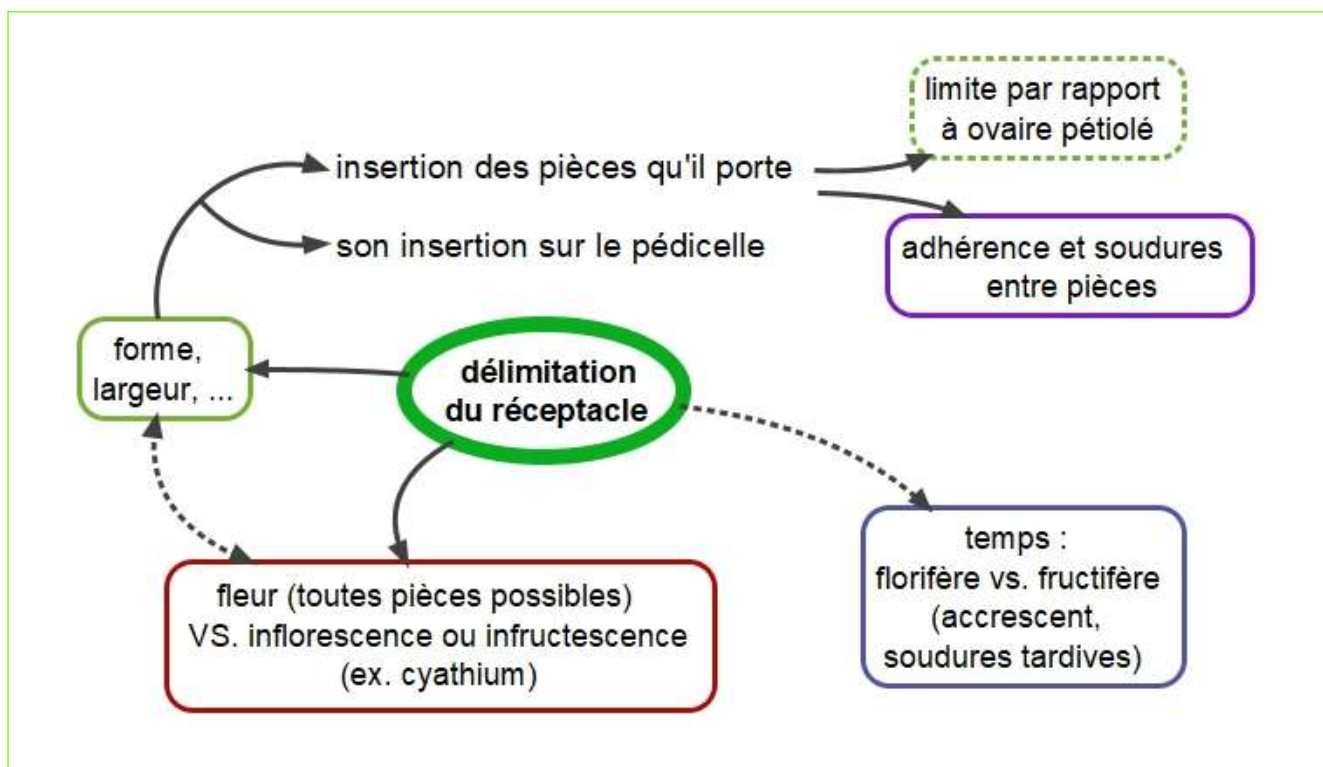 limite par rapport
à ovaire pétiolé
insertion des pièces qu'il porte
son insertion sur le pédicelle
adhérence et soudures
entre pièces
forme,
largeur, ...
délimitation
du réceptacle
temps :
florifère vs. fructifère
(accrescent,
soudures tardives)
fleur (toutes pièces possibles)
VS. inflorescence ou infructescence
(ex. cyathium)